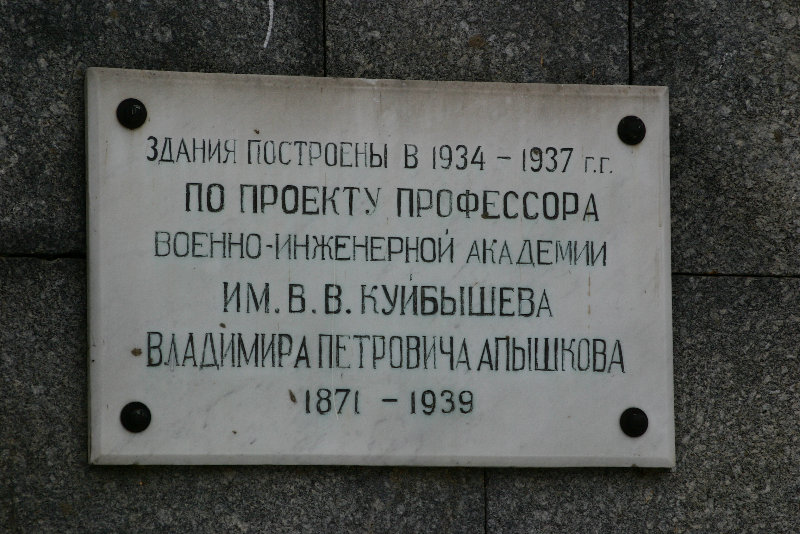 ЗДАНИЯ ПОСТРОЕНЫ В 1934 – 1937 г.г.
ПО ПРОЕКТУ ПРОФЕССОРА
ВОЕННО-ИНЖЕНЕРНОЙ АКАДЕМИИ
ИМ. В. В. КУЙБЫШЕВА
ВЛАДИМИРА ПЕТРОВИЧА АПЫШКОВА
1871 – 1939